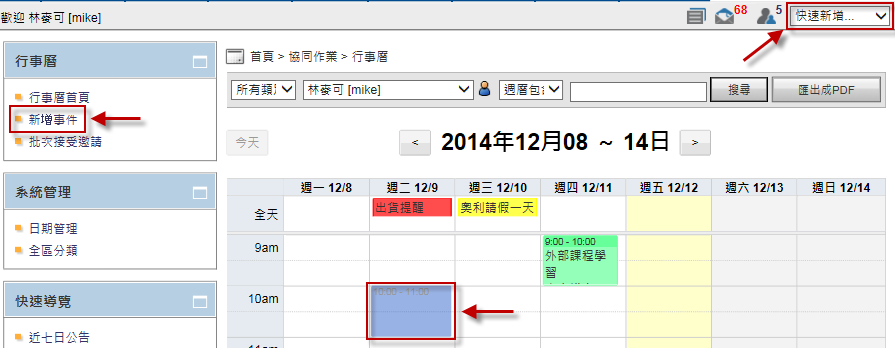 歡迎 林麥可 [mike]
68
5
快速新增...
行事曆
行事曆首頁
新增事件
批次接受邀請
系統管理
日期管理
全區分類
快速導覽
近七日公告
首頁 > 協同作業 > 行事曆
所有類別
林麥可 [mike]
週曆包含
搜尋
匯出成PDF
今天
<
2014年12月08 ~ 14日
>
週一 12/8
週二 12/9
週三 12/10
週四 12/11
週五 12/12
週六 12/13
週日 12/14
全天
出貨提醒
奧利請假一天
9am
9:00 - 10:00
外部課程學
習
10am
10:00 - 11:00